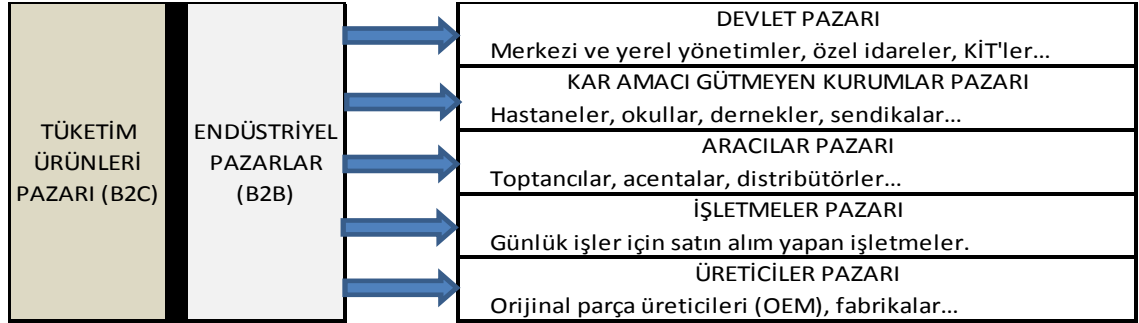 TÜKETİM
ÜRÜNLERİ
PAZARI (B2C)
ENDÜSTRİYEL
PAZARLAR
(B2B)
DEVLET PAZARI
Merkezi ve yerel yönetimler, özel idareler, KİT'ler...
KAR AMACI GÜTMEYEN KURUMLAR PAZARI
Hastaneler, okullar, dernekler, sendikalar...
ARACILAR PAZARI
Toptancılar, acentalar, distribütörler...
İŞLETMELER PAZARI
Günlük işler için satın alım yapan işletmeler.
ÜRETİCİLER PAZARI
Orijinal parça üreticileri (OEM), fabrikalar...